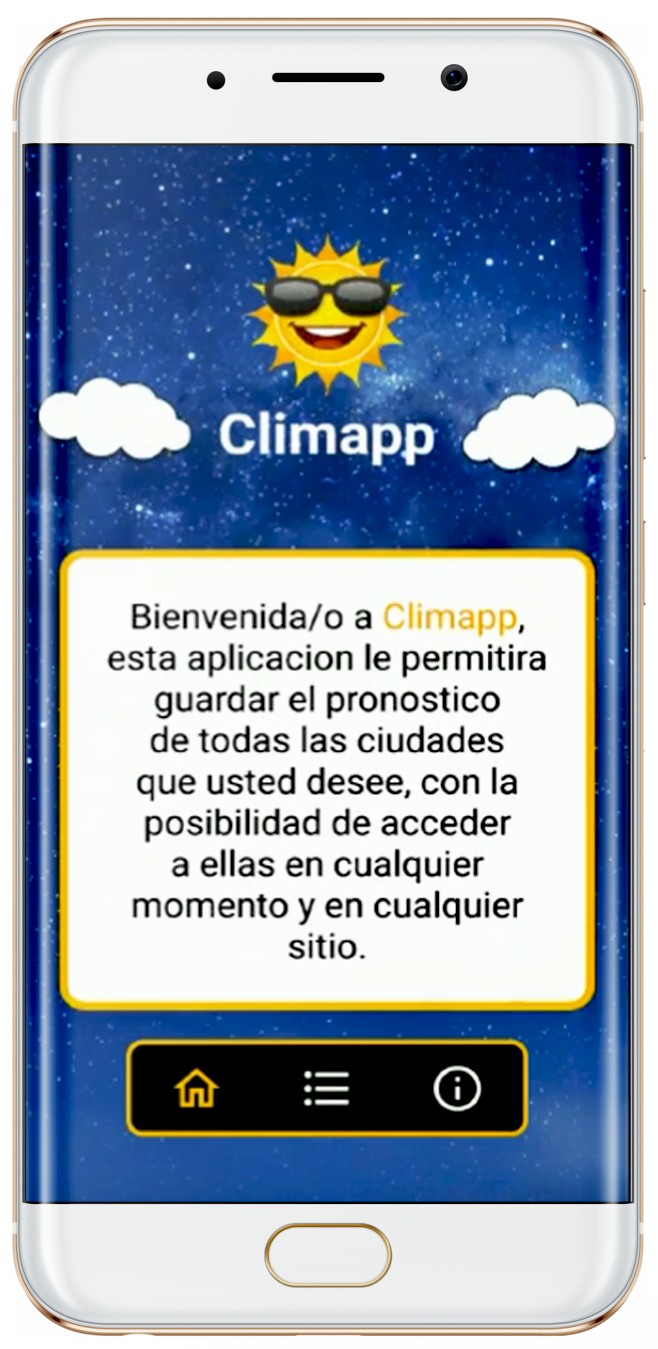 Climapp
Bienvenida/o a Climapp,
esta aplicacion le permitira
guardar el pronostico
de todas las ciudades
que usted desee, con la
posibilidad de acceder
a ellas en cualquier
momento y en cualquier
sitio.